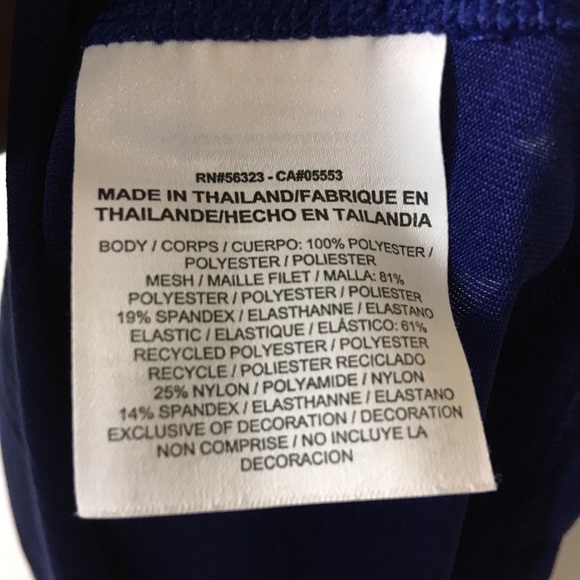 RN#56323 - CA#05553
MADE IN THAILAND/FABRIQUE EN
THAILANDE/HECHO EN TAILANDIA
BODY / CORPS / CUERPO: 100% POLYESTER /
POLYESTER / POLIESTER
MESH / MAILLE FILET / MALLA: 81%
POLYESTER / POLYESTER / POLIESTER
19% SPANDEX / ELASTHANNE / ELASTANO
ELASTIC / ELASTIQUE / ELÁSTICO: 61%
RECYCLED POLYESTER / POLYESTER
RECYCLE / POLIESTER RECICLADO
25% NYLON / POLYAMIDE / NYLON
14% SPANDEX / ELASTHANNE / ELASTANO
EXCLUSIVE OF DECORATION / DECORATION
NON COMPRISE / NO INCLUYE LA
DECORACION